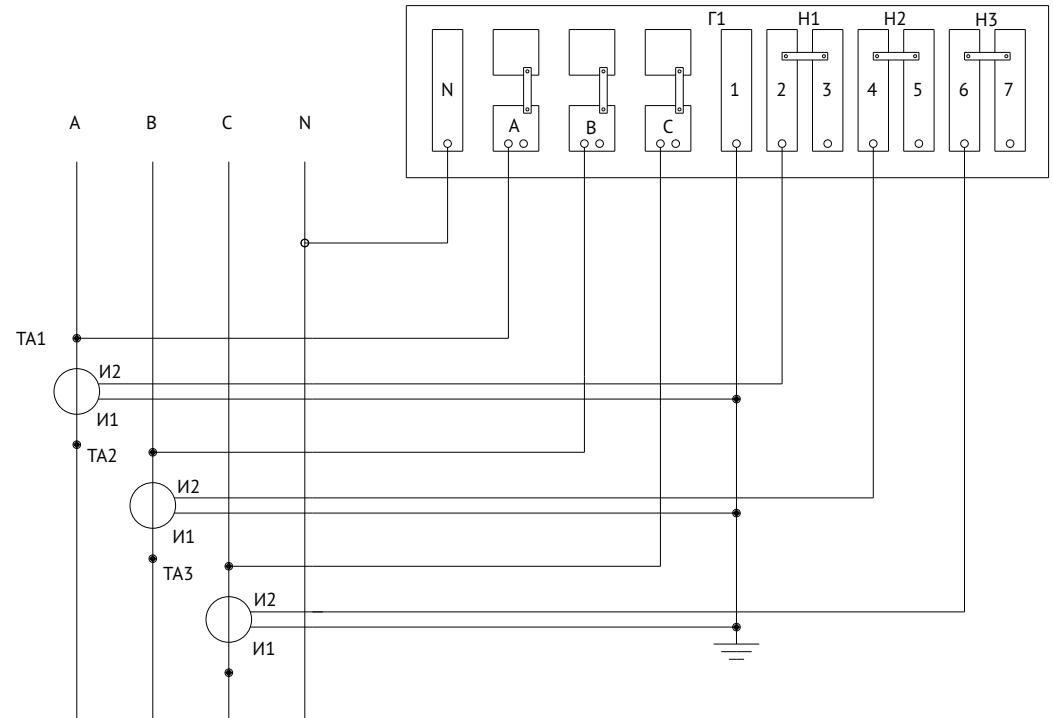 Г1 Н1 Н2 Н3
N 1 2 3 4 5 6 7
А В С
А В С N
ТА1
И2
И1
ТА2
И2
И1
ТА3
И2
И1